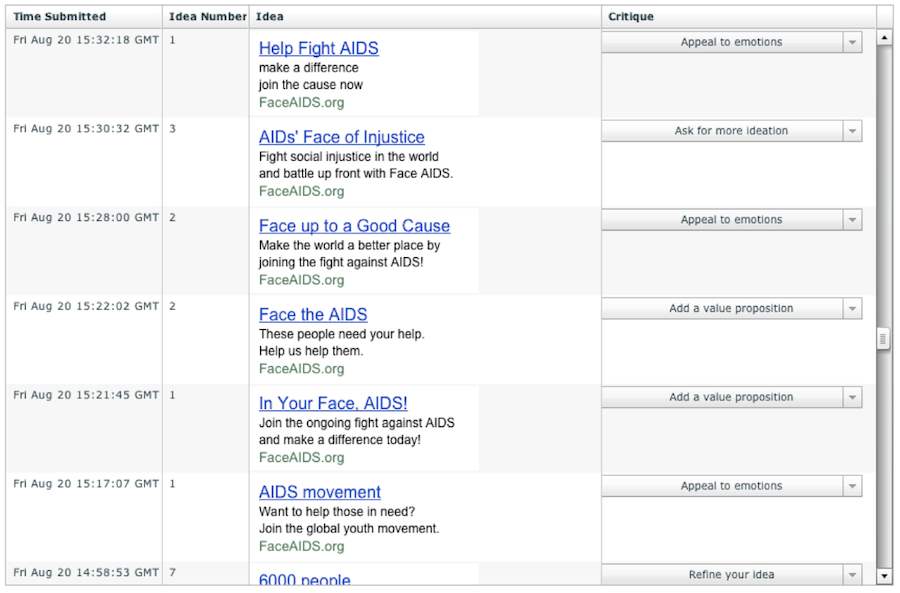 Time Submitted Idea Number Idea Critique
Fri Aug 20 15:32:18 GMT 1 Help Fight AIDS Appeal to emotions
make a difference
join the cause now
FaceAIDS.org
Fri Aug 20 15:30:32 GMT 3 AIDs' Face of Injustice Ask for more ideation
Fight social injustice in the world
and battle up front with Face AIDS.
FaceAIDS.org
Fri Aug 20 15:28:00 GMT 2 Face up to a Good Cause Appeal to emotions
Make the world a better place by
joining the fight against AIDS!
FaceAIDS.org
Fri Aug 20 15:22:02 GMT 2 Face the AIDS Add a value proposition
These people need your help.
Help us help them.
FaceAIDS.org
Fri Aug 20 15:21:45 GMT 1 In Your Face, AIDS! Add a value proposition
Join the ongoing fight against AIDS
and make a difference today!
FaceAIDS.org
Fri Aug 20 15:17:07 GMT 1 AIDS movement Appeal to emotions
Want to help those in need?
Join the global youth movement.
FaceAIDS.org
Fri Aug 20 14:58:53 GMT 7 6000 people Refine your idea